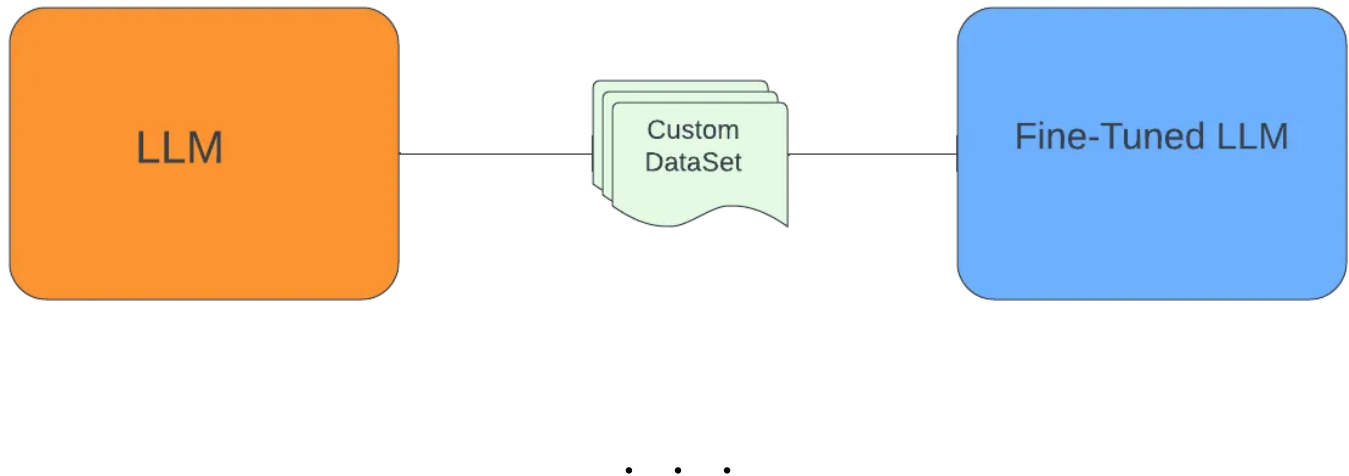 LLM
Custom
DataSet
Fine-Tuned LLM
. . .